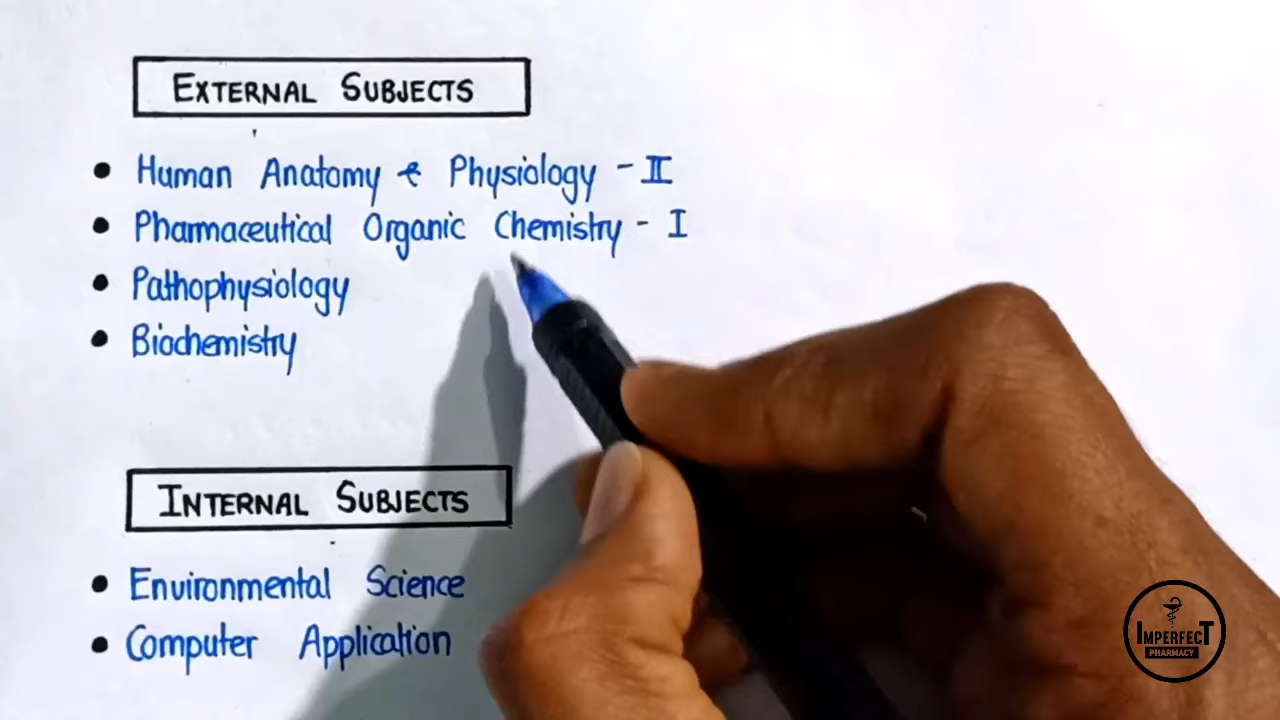 EXTERNAL SUBJECTS
• Human Anatomy & Physiology - II
• Pharmaceutical Organic Chemistry - I
• Pathophysiology
• Biochemistry
INTERNAL SUBJECTS
• Environmental Science
• Computer Application
IMPERFECT
PHARMACY